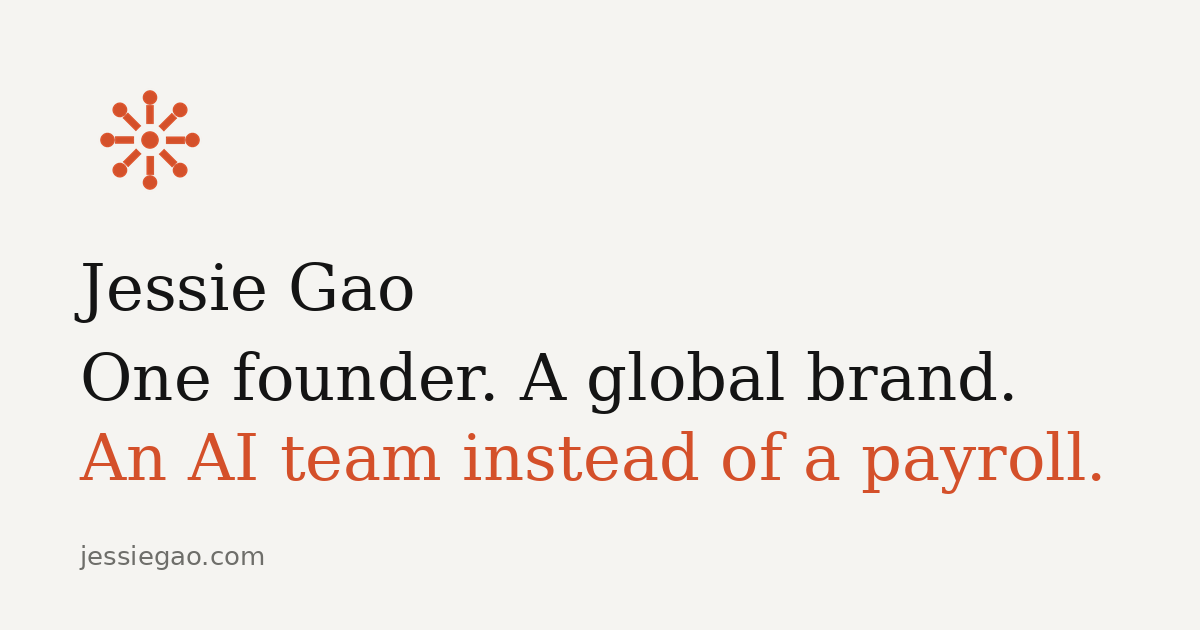 Jessie Gao
One founder. A global brand.
An AI team instead of a payroll.
jessiegao.com